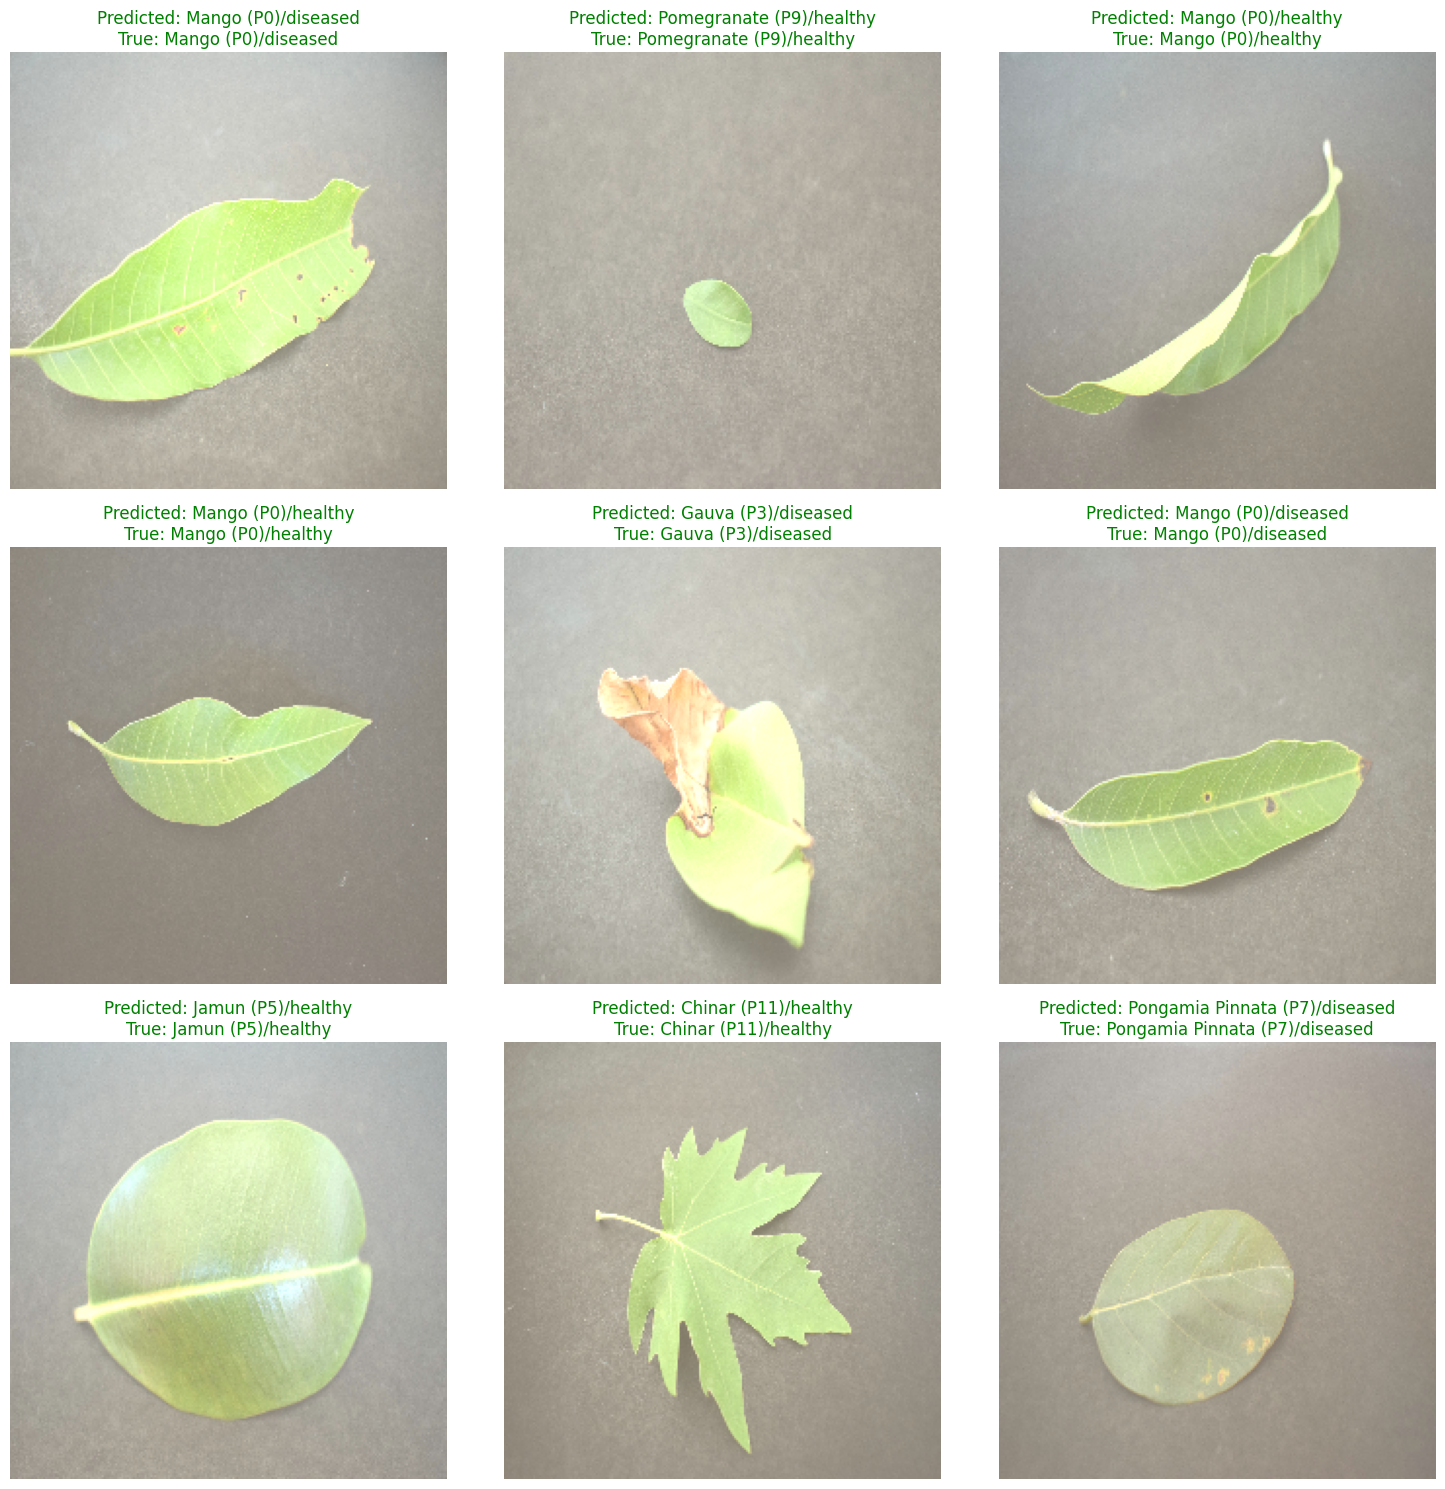 Predicted: Mango (P0)/diseased
True: Mango (P0)/diseased
Predicted: Pomegranate (P9)/healthy
True: Pomegranate (P9)/healthy
Predicted: Mango (P0)/healthy
True: Mango (P0)/healthy
Predicted: Mango (P0)/healthy
True: Mango (P0)/healthy
Predicted: Gauva (P3)/diseased
True: Gauva (P3)/diseased
Predicted: Mango (P0)/diseased
True: Mango (P0)/diseased
Predicted: Jamun (P5)/healthy
True: Jamun (P5)/healthy
Predicted: Chinar (P11)/healthy
True: Chinar (P11)/healthy
Predicted: Pongamia Pinnata (P7)/diseased
True: Pongamia Pinnata (P7)/diseased